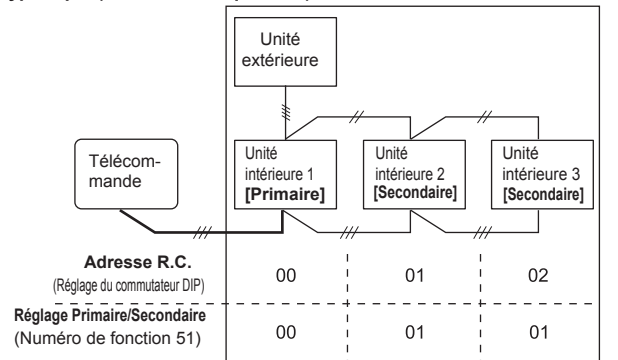 Unité
extérieure
Télécom-
mande
Unité
intérieure 1
[Primaire]
Unité
intérieure 2
[Secondaire]
Unité
intérieure 3
[Secondaire]
Adresse R.C.
(Réglage du commutateur DIP)
00
01
02
Réglage Primaire/Secondaire
(Numéro de fonction 51)
00
01
01